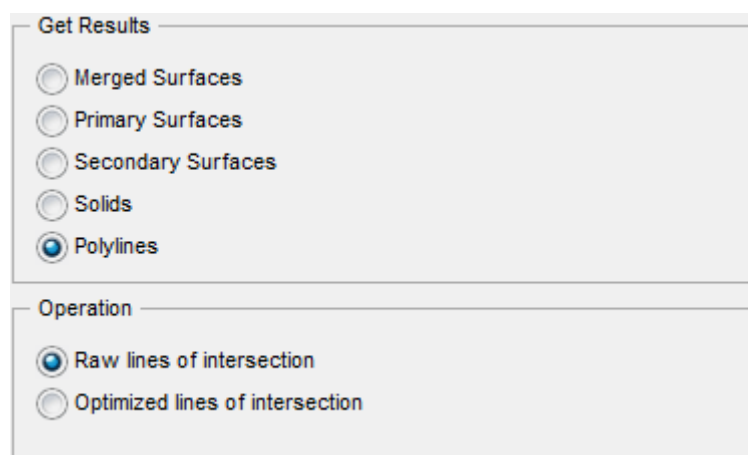 Get Results
Merged Surfaces
Primary Surfaces
Secondary Surfaces
Solids
Polylines
Operation
Raw lines of intersection
Optimized lines of intersection